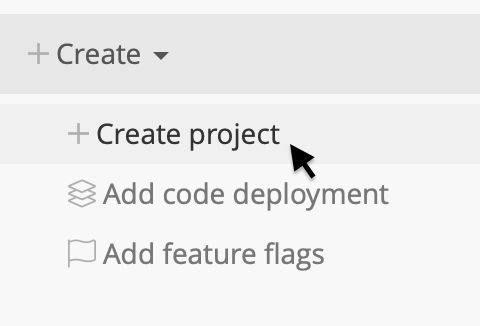 Create
Create project
Add code deployment
Add feature flags